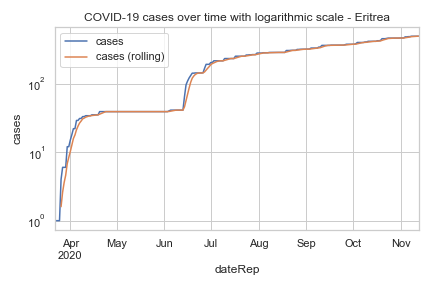 COVID-19 cases over time with logarithmic scale - Eritrea
cases
cases (rolling)
10²
10¹
10⁰
cases
Apr
2020
May
Jun
Jul
Aug
Sep
Oct
Nov
dateRep